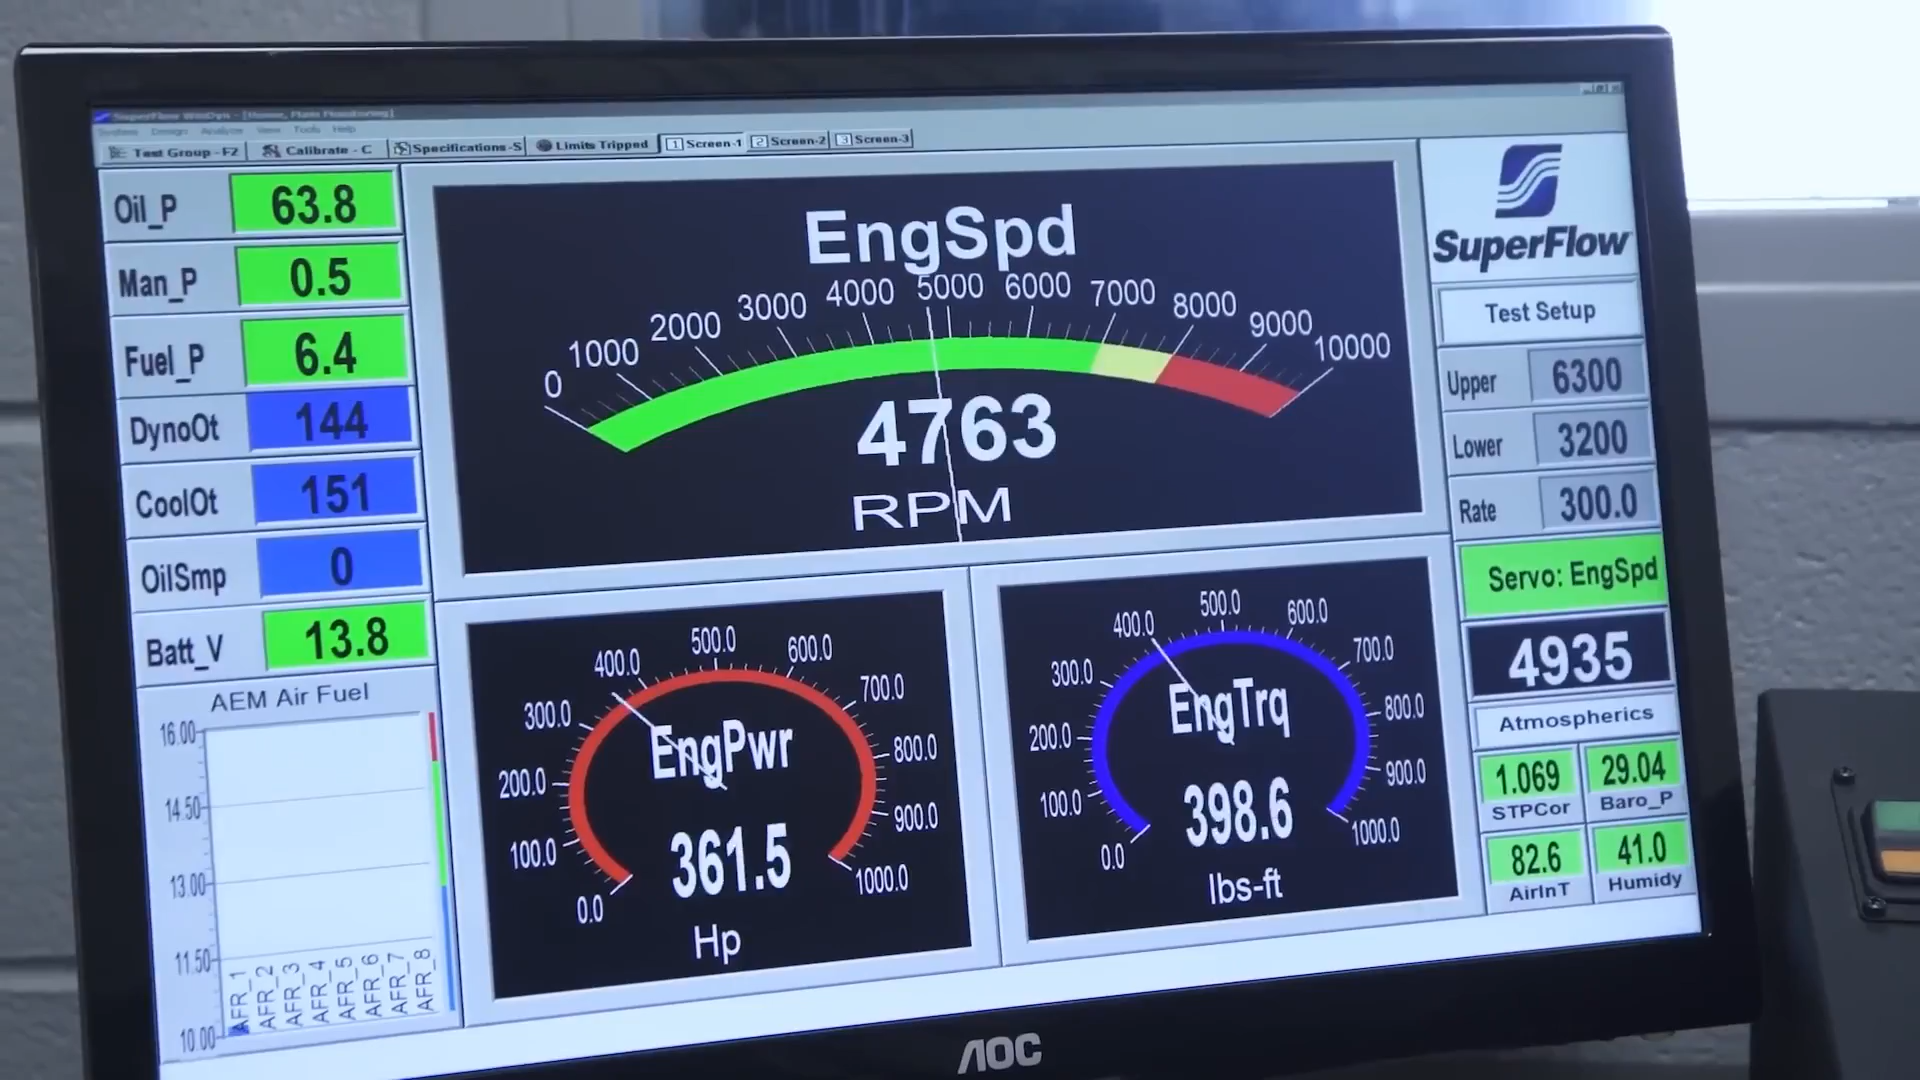 SuperFlow WinDyn - [Home, Main Monitoring]
System Design Analyze View Tools Help
Test Group - F2 Calibrate - C Specifications - S Limits Tripped 1 Screen-1 2 Screen-2 3 Screen-3
Oil_P 63.8
Man_P 0.5
Fuel_P 6.4
DynoOt 144
CoolOt 151
OilSmp 0
Batt_V 13.8
AEM Air Fuel
16.00
14.50
13.00
11.50
10.00
AFR_1
AFR_2
AFR_3
AFR_4
AFR_5
AFR_6
AFR_7
AFR_8
EngSpd
0 1000 2000 3000 4000 5000 6000 7000 8000 9000 10000
4763
RPM
0.0 100.0 200.0 300.0 400.0 500.0 600.0 700.0 800.0 900.0 1000.0
EngPwr
361.5
Hp
0.0 100.0 200.0 300.0 400.0 500.0 600.0 700.0 800.0 900.0 1000.0
EngTrq
398.6
lbs-ft
SuperFlow
Test Setup
Upper 6300
Lower 3200
Rate 300.0
Servo: EngSpd
4935
Atmospherics
1.069 29.04
STPCor Baro_P
82.6 41.0
AirInT Humidy
AOC